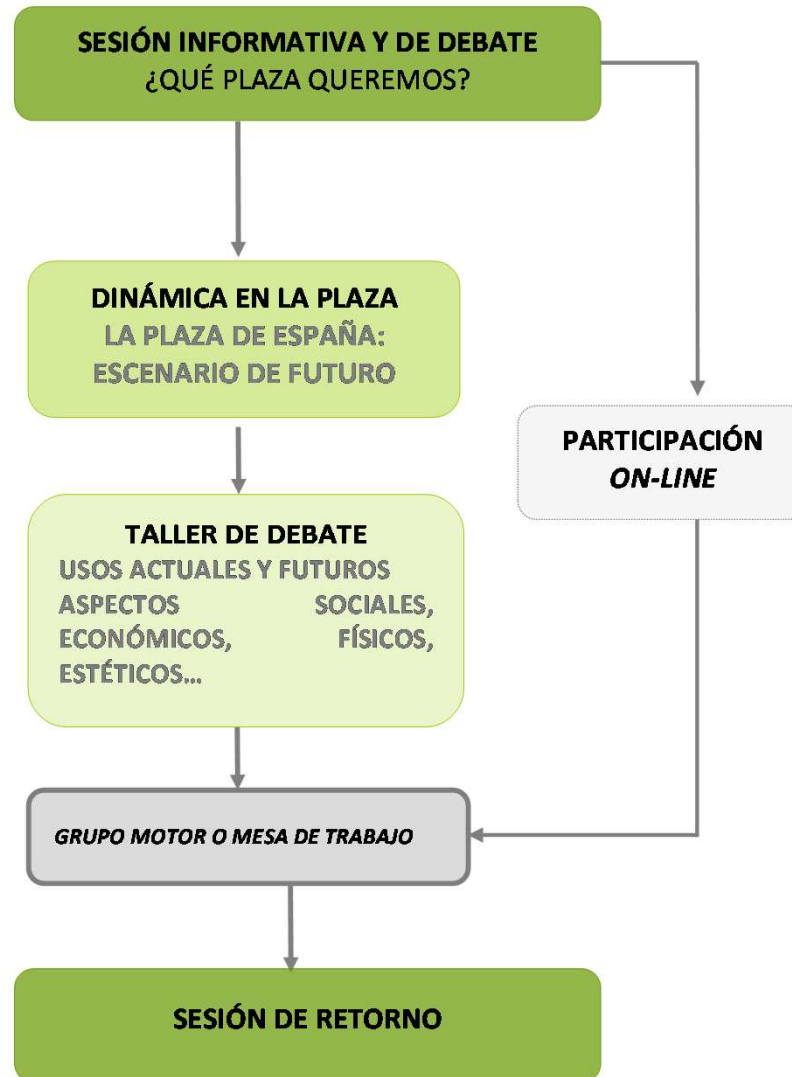 SESIÓN INFORMATIVA Y DE DEBATE
¿QUÉ PLAZA QUEREMOS?
DINÁMICA EN LA PLAZA
LA PLAZA DE ESPAÑA:
ESCENARIO DE FUTURO
PARTICIPACIÓN
ON-LINE
TALLER DE DEBATE
USOS ACTUALES Y FUTUROS
ASPECTOS SOCIALES,
ECONÓMICOS, FÍSICOS,
ESTÉTICOS...
GRUPO MOTOR O MESA DE TRABAJO
SESIÓN DE RETORNO